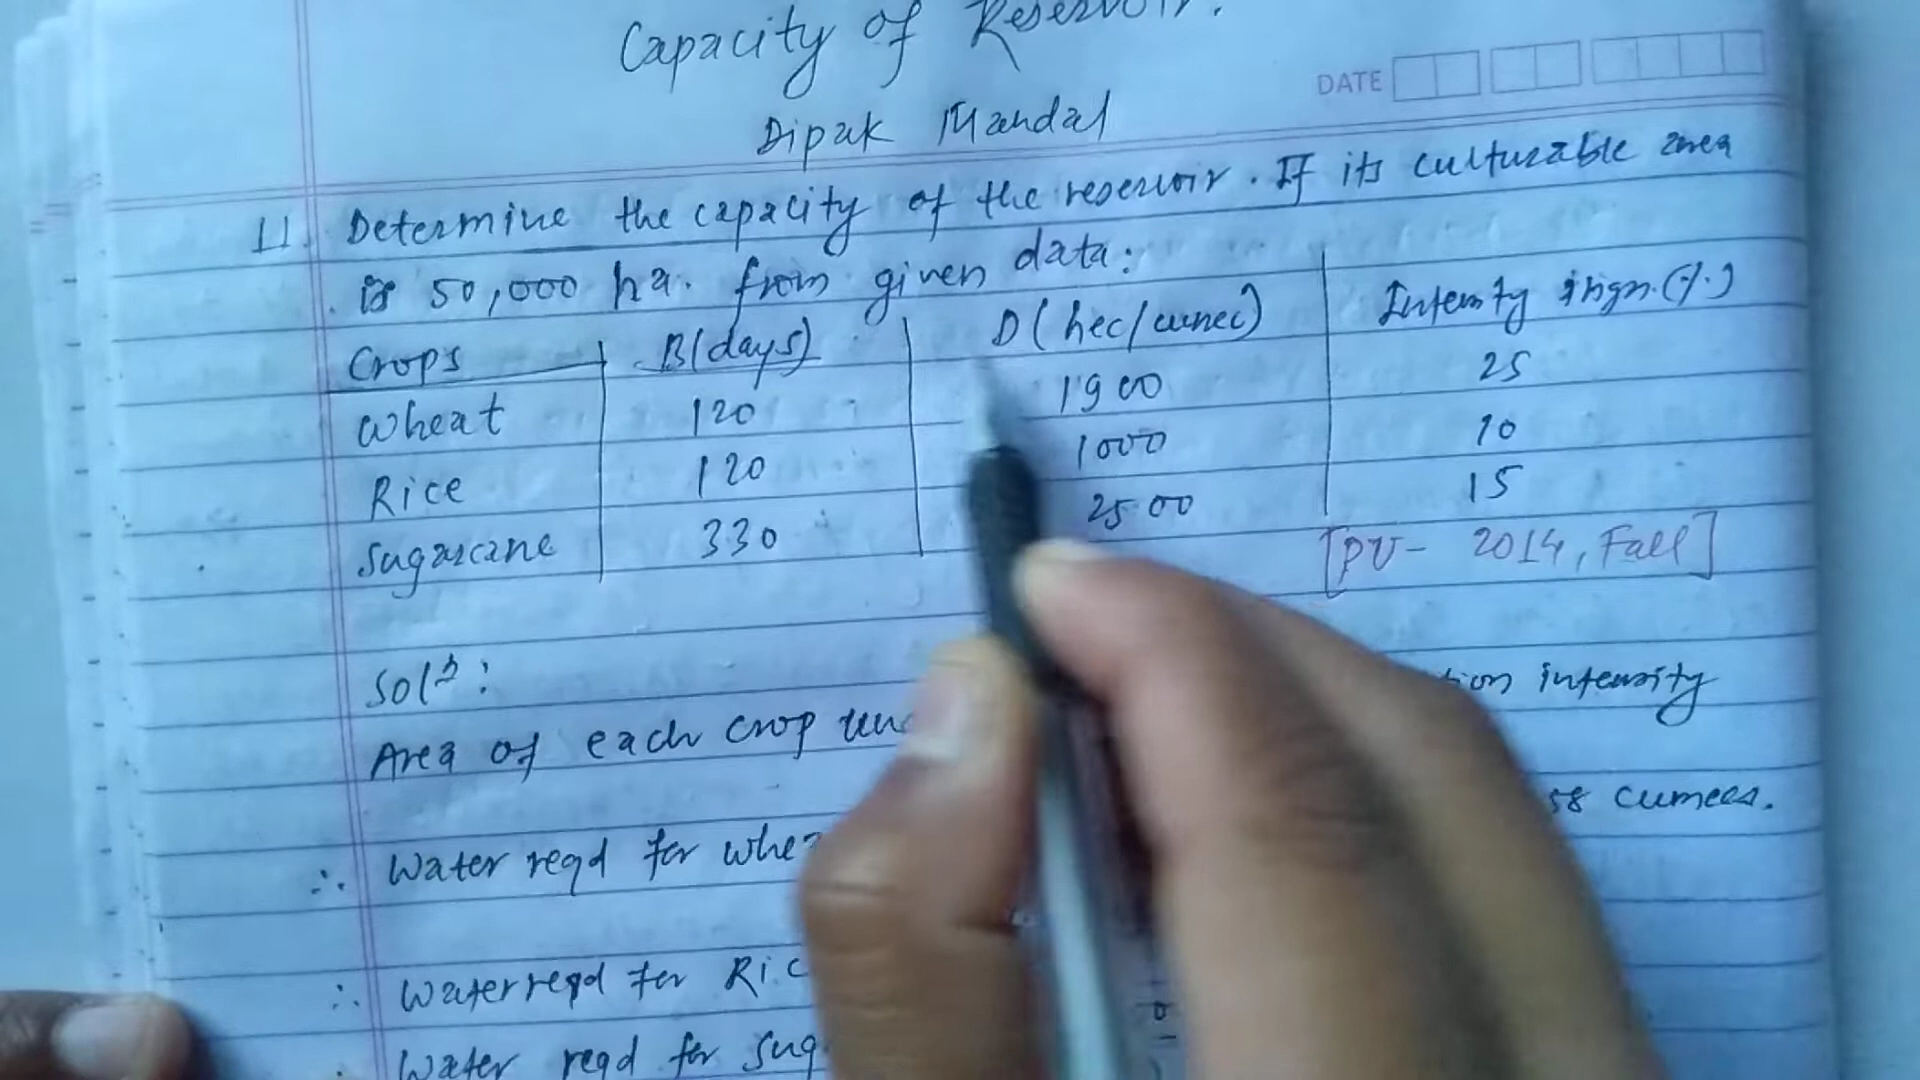 Capacity of Reservoir.
DATE
Dipak Mandal
11. Determine the capacity of the reservoir. If its culturable area
is 50,000 ha. from given data:
Crops B(days) D(hec/cumec) Intensity irign.(%)
Wheat 120 1900 25
Rice 120 1000 10
Sugarcane 330 2500 15
[PU- 2014, Fall]
Solⁿ:
Area of each crop intensity
58 cumecs.
∴ Water reqd for
∴ Water reqd for
Water reqd for